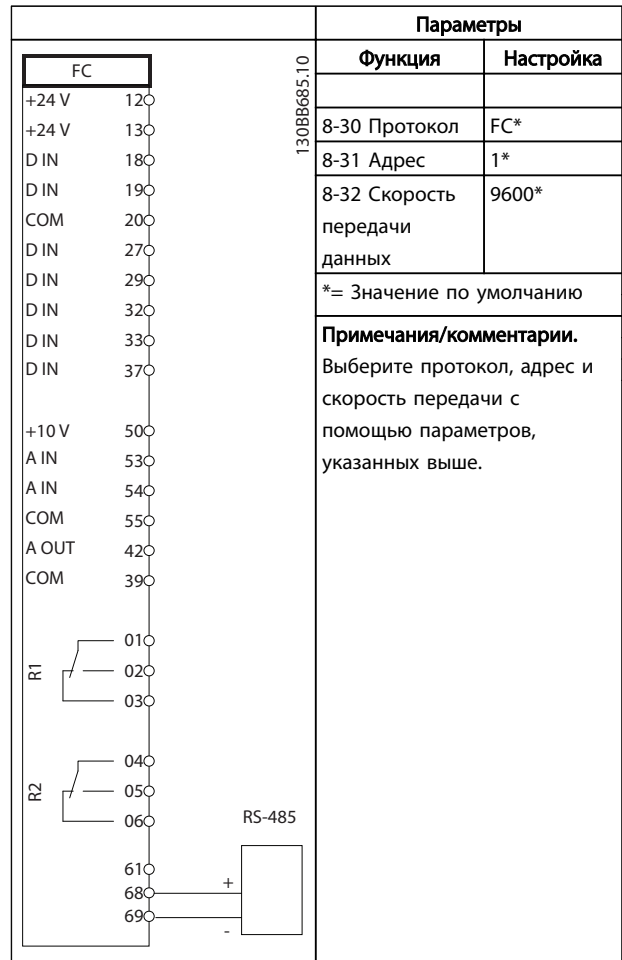 FC
130BB685.10
+24 V 12
+24 V 13
D IN 18
D IN 19
COM 20
D IN 27
D IN 29
D IN 32
D IN 33
D IN 37
+10 V 50
A IN 53
A IN 54
COM 55
A OUT 42
COM 39
R1
01
02
03
R2
04
05
06
RS-485
61
68 +
69 -
Параметры
Функция Настройка
8-30 Протокол FC*
8-31 Адрес 1*
8-32 Скорость 9600*
передачи
данных
*= Значение по умолчанию
Примечания/комментарии.
Выберите протокол, адрес и
скорость передачи с
помощью параметров,
указанных выше.